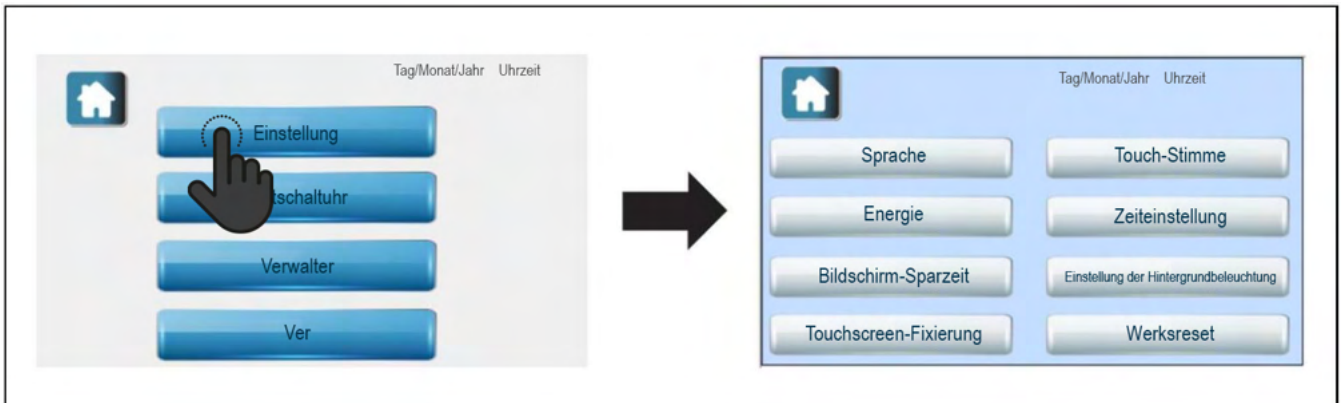 Tag/Monat/Jahr Uhrzeit
Einstellung
tschaltuhr
Verwalter
Ver
Tag/Monat/Jahr Uhrzeit
Sprache
Touch-Stimme
Energie
Zeiteinstellung
Bildschirm-Sparzeit
Einstellung der Hintergrundbeleuchtung
Touchscreen-Fixierung
Werksreset